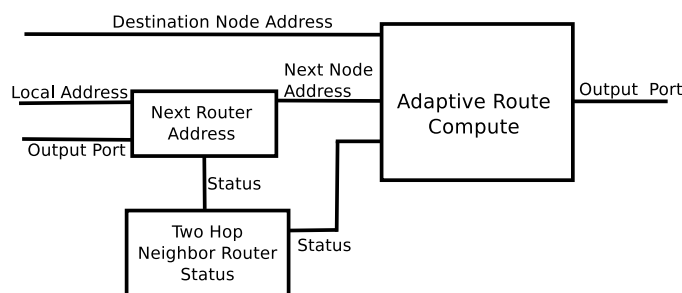 Destination Node Address
Local Address
Output Port
Next Router
Address
Next Node
Address
Adaptive Route
Compute
Output Port
Status
Two Hop
Neighbor Router
Status
Status